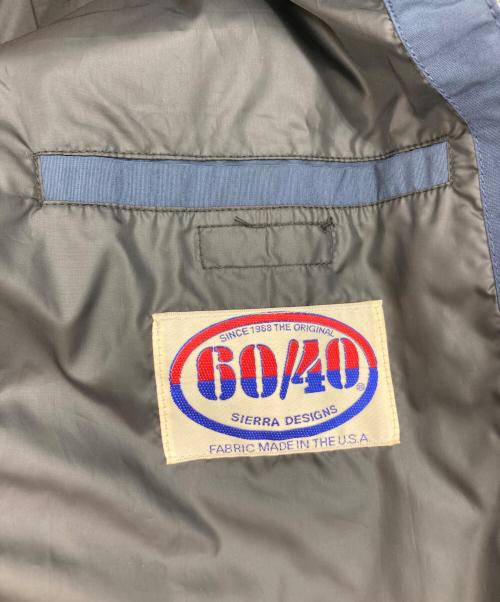 SINCE 1968 THE ORIGINAL
60/40®
SIERRA DESIGNS
FABRIC MADE IN THE U.S.A